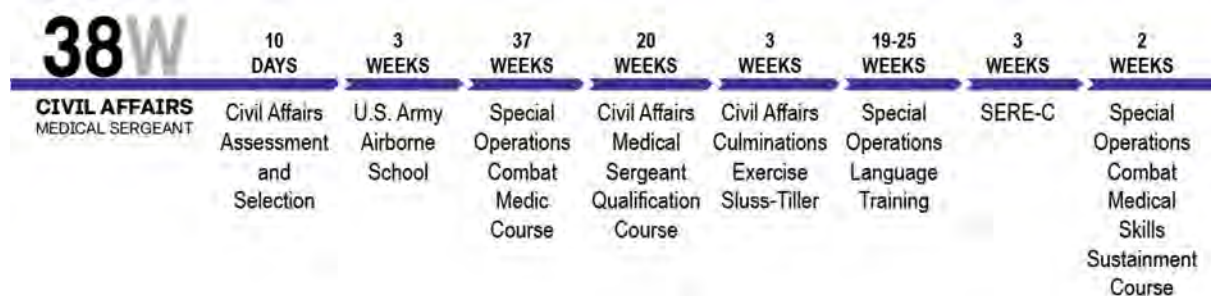 38W
CIVIL AFFAIRS
MEDICAL SERGEANT
10
DAYS
Civil Affairs
Assessment
and
Selection
3
WEEKS
U.S. Army
Airborne
School
37
WEEKS
Special
Operations
Combat
Medic
Course
20
WEEKS
Civil Affairs
Medical
Sergeant
Qualification
Course
3
WEEKS
Civil Affairs
Culminations
Exercise
Sluss-Tiller
19-25
WEEKS
Special
Operations
Language
Training
3
WEEKS
SERE-C
2
WEEKS
Special
Operations
Combat
Medical
Skills
Sustainment
Course